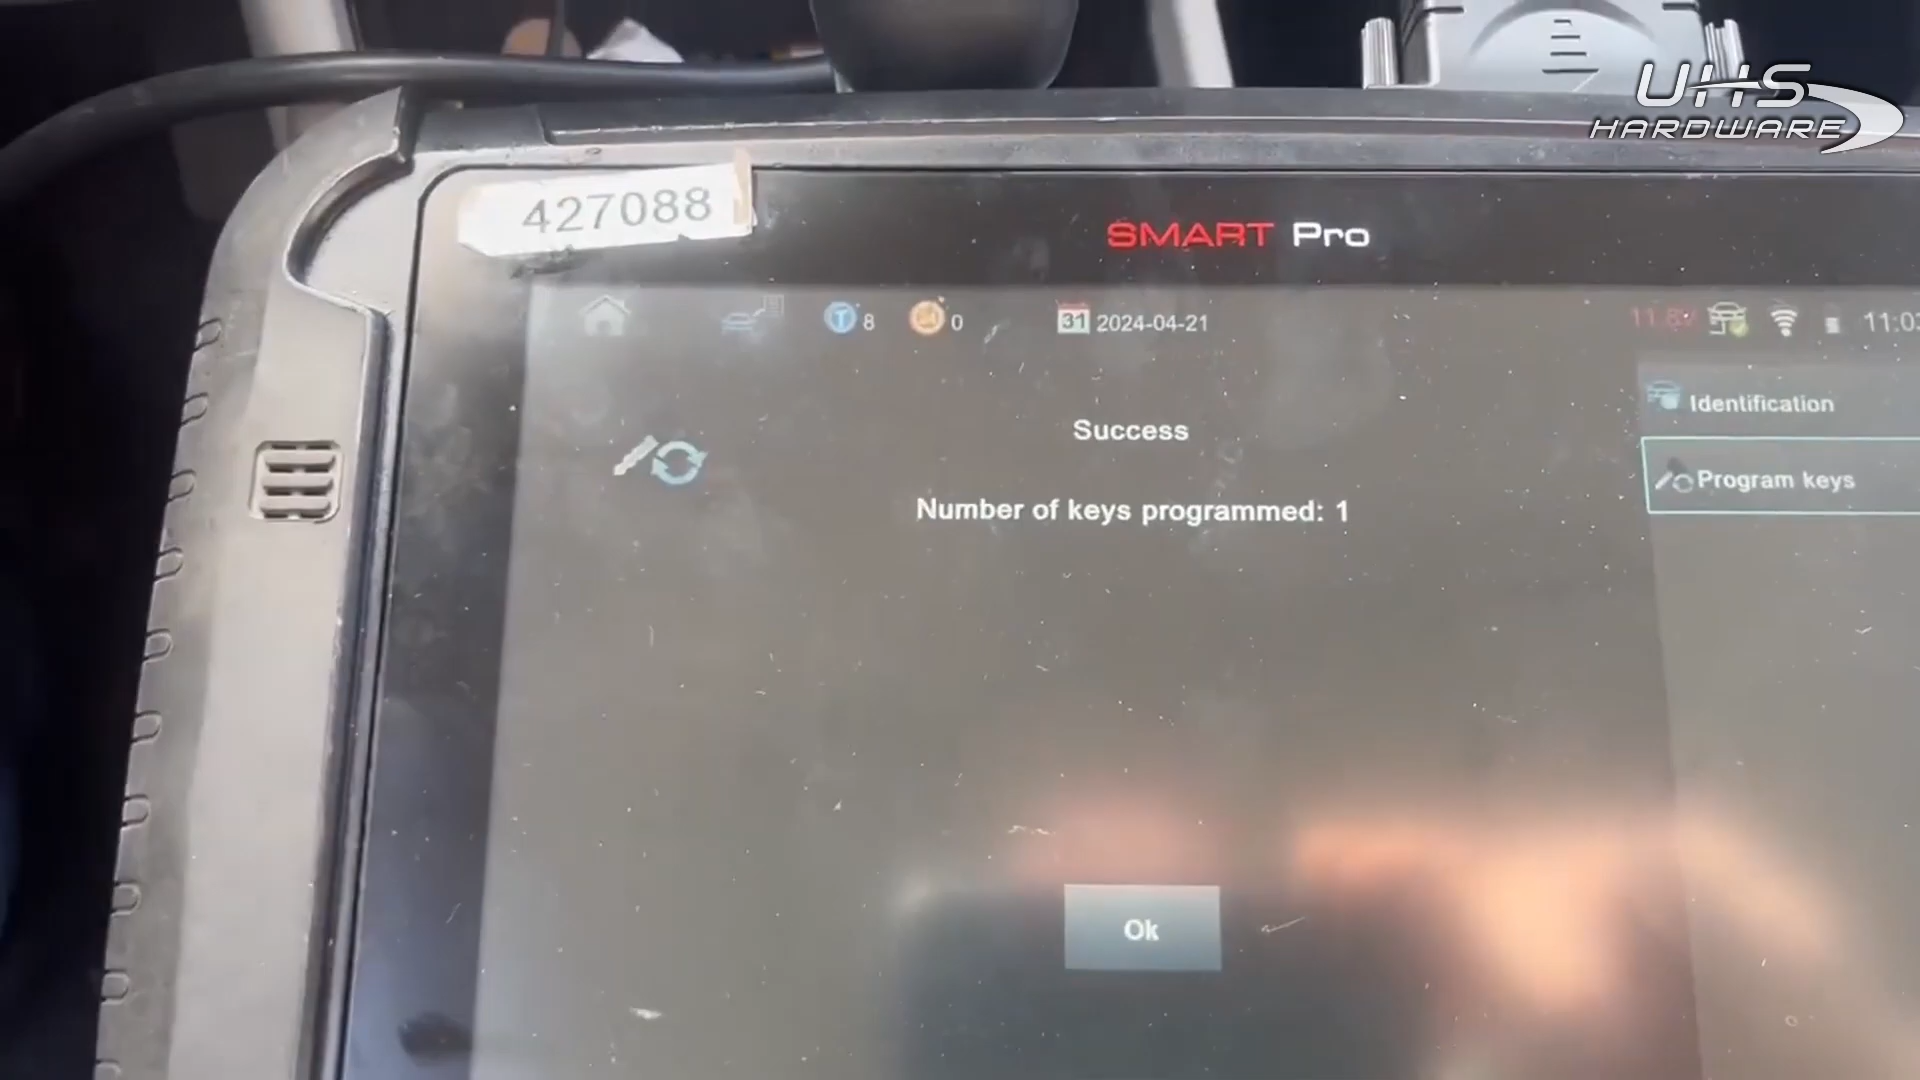 UHS
HARDWARE
427088
SMART Pro
8
0
31
2024-04-21
Identification
Success
Program keys
Number of keys programmed: 1
Ok